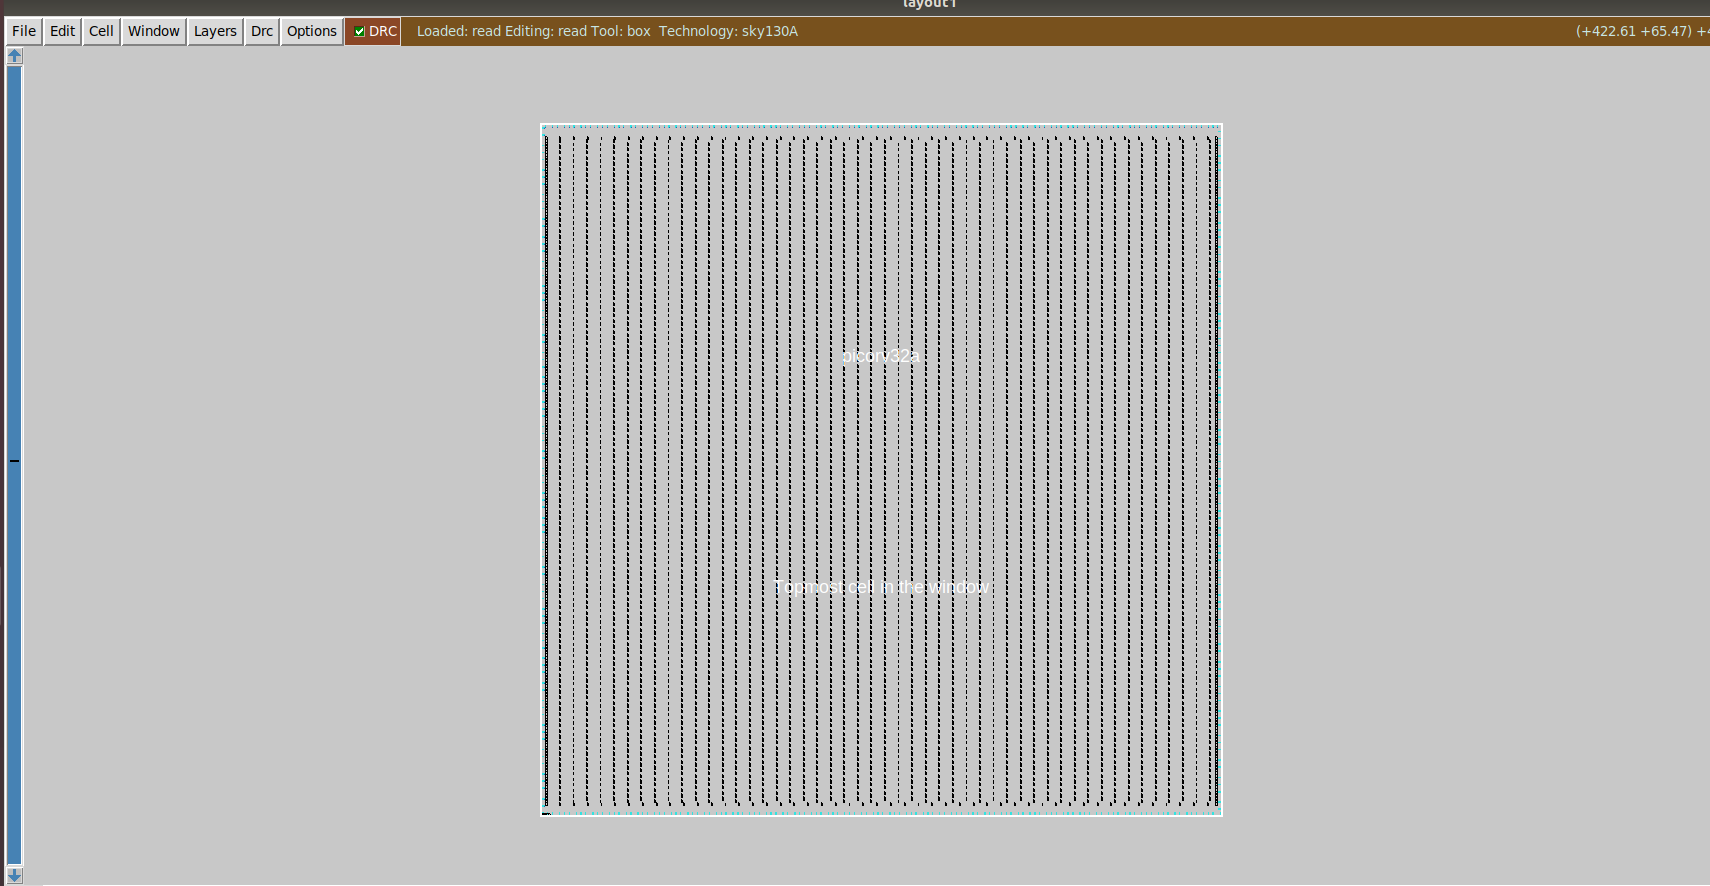 layout1
File Edit Cell Window Layers Drc Options DRC Loaded: read Editing: read Tool: box Technology: sky130A (+422.61 +65.47)
picorv32a
Topmost cell in the window